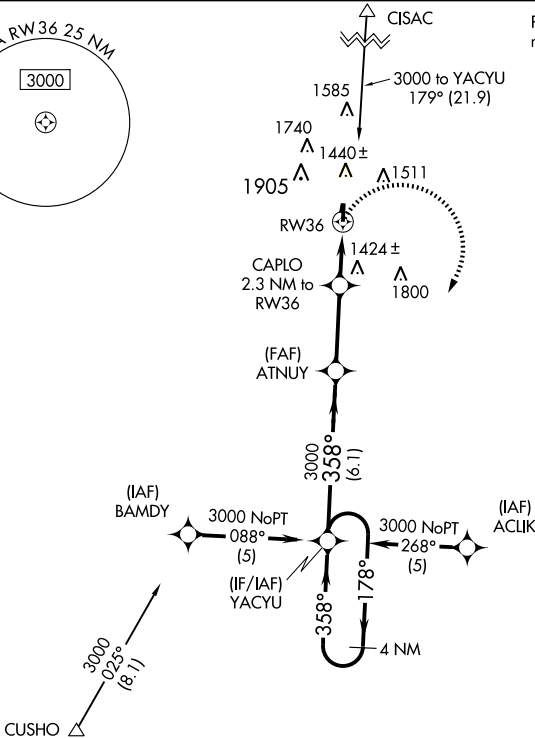 A RW36 25 NM
3000
CISAC
3000 to YACYU
179° (21.9)
1585
1740
1440±
1905
1511
RW36
1424±
CAPLO
2.3 NM to
RW36
1800
(FAF)
ATNUY
3000
358°
(6.1)
(IAF)
BAMDY
3000 NoPT
088°
(5)
3000 NoPT
268°
(5)
(IAF)
ACLIK
(IF/IAF)
YACYU
358°
178°
4 NM
3000
025°
(8.1)
CUSHO